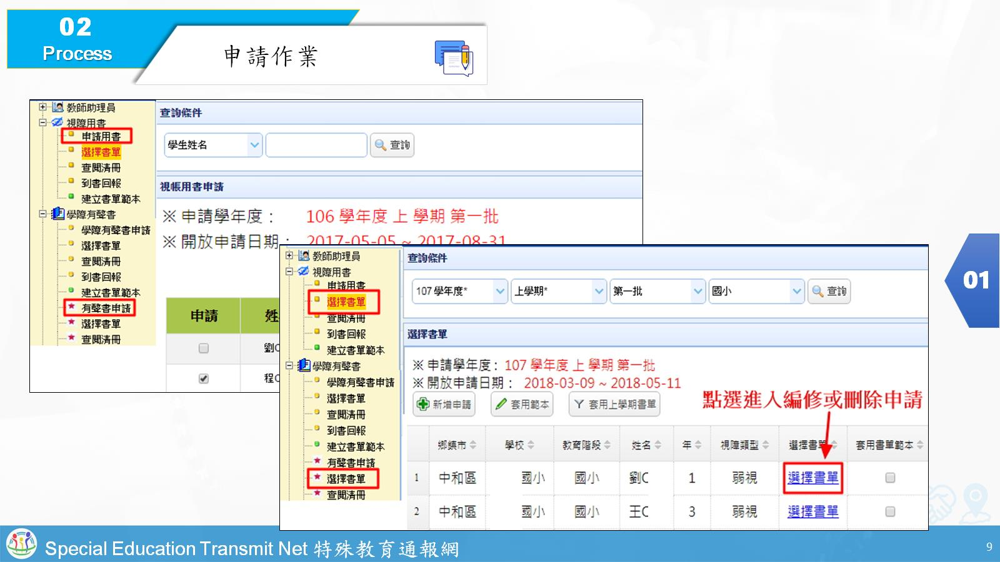 02
Process
申請作業
教師助理員
視障用書
申請用書
選擇書單
查閱清冊
到書回報
建立書單範本
學障有聲書
學障有聲書申請
選擇書單
查閱清冊
到書回報
建立書單範本
有聲書申請
選擇書單
查閱清冊
查詢條件
學生姓名 查詢
視帳用書申請
※ 申請學年度： 106 學年度 上 學期 第一批
※ 開放申請日期： 2017-05-05 ~ 2017-08-31
申請
劉
程
教師助理員
視障用書
申請用書
選擇書單
查閱清冊
到書回報
建立書單範本
學障有聲書
學障有聲書申請
選擇書單
查閱清冊
到書回報
建立書單範本
有聲書申請
選擇書單
查閱清冊
查詢條件
107 學年度* 上學期* 第一批 國小 查詢
選擇書單
※ 申請學年度： 107 學年度 上 學期 第一批
※ 開放申請日期： 2018-03-09 ~ 2018-05-11
新增申請 套用範本 套用上學期書單
點選進入編修或刪除申請
鄉鎮市 學校 教育階段 姓名 年 視障類型 選擇書單 套用書單範本
1 中和區 國小 國小 劉 1 弱視 選擇書單
2 中和區 國小 國小 王 3 弱視 選擇書單
01
Special Education Transmit Net 特殊教育通報網
9